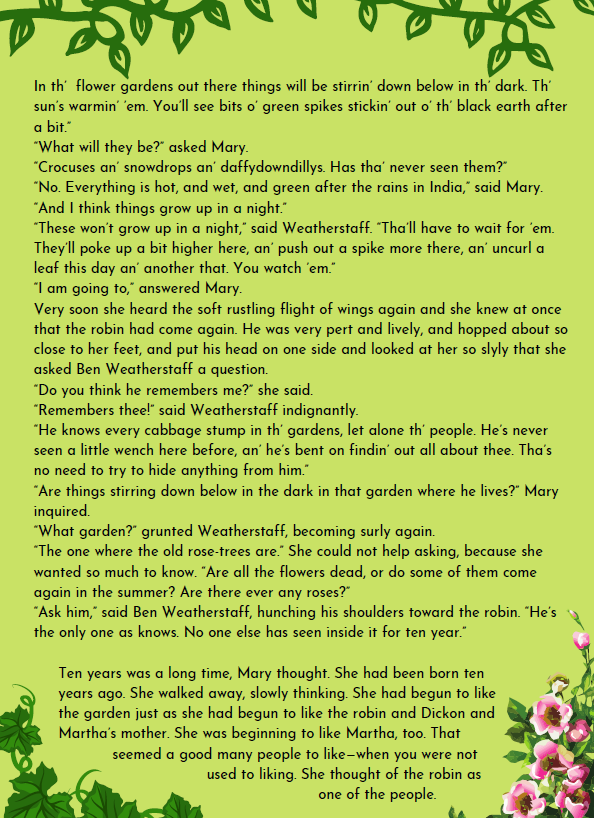 In th’  flower gardens out there things will be stirrin’ down below in th’ dark. Th’
sun’s warmin’ ’em. You’ll see bits o’ green spikes stickin’ out o’ th’ black earth after
a bit.”
“What will they be?” asked Mary.
“Crocuses an’ snowdrops an’ daffydowndillys. Has tha’ never seen them?”
“No. Everything is hot, and wet, and green after the rains in India,” said Mary.
“And I think things grow up in a night.”
“These won’t grow up in a night,” said Weatherstaff. “Tha’ll have to wait for ’em.
They’ll poke up a bit higher here, an’ push out a spike more there, an’ uncurl a
leaf this day an’ another that. You watch ’em.”
“I am going to,” answered Mary.
Very soon she heard the soft rustling flight of wings again and she knew at once
that the robin had come again. He was very pert and lively, and hopped about so
close to her feet, and put his head on one side and looked at her so slyly that she
asked Ben Weatherstaff a question.
“Do you think he remembers me?” she said.
“Remembers thee!” said Weatherstaff indignantly.
“He knows every cabbage stump in th’ gardens, let alone th’ people. He’s never
seen a little wench here before, an’ he’s bent on findin’ out all about thee. Tha’s
no need to try to hide anything from him.”
“Are things stirring down below in the dark in that garden where he lives?” Mary
inquired.
“What garden?” grunted Weatherstaff, becoming surly again.
“The one where the old rose-trees are.” She could not help asking, because she
wanted so much to know. “Are all the flowers dead, or do some of them come
again in the summer? Are there ever any roses?”
“Ask him,” said Ben Weatherstaff, hunching his shoulders toward the robin. “He’s
the only one as knows. No one else has seen inside it for ten year.”
Ten years was a long time, Mary thought. She had been born ten
years ago. She walked away, slowly thinking. She had begun to like
the garden just as she had begun to like the robin and Dickon and
Martha’s mother. She was beginning to like Martha, too. That
seemed a good many people to like—when you were not
used to liking. She thought of the robin as
one of the people.